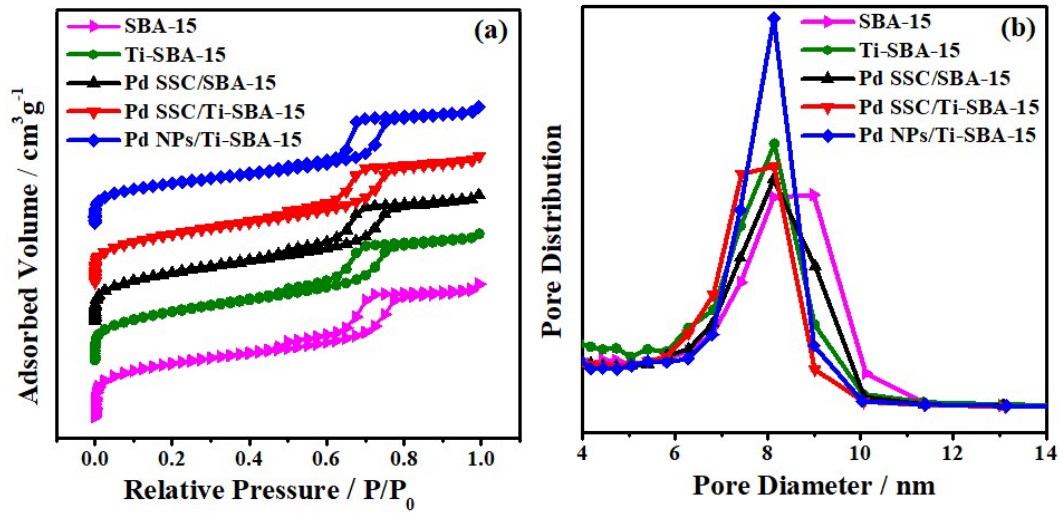 (a)
SBA-15
Ti-SBA-15
Pd SSC/SBA-15
Pd SSC/Ti-SBA-15
Pd NPs/Ti-SBA-15
Adsorbed Volume / cm³g⁻¹
0.0 0.2 0.4 0.6 0.8 1.0
Relative Pressure / P/P₀
(b)
SBA-15
Ti-SBA-15
Pd SSC/SBA-15
Pd SSC/Ti-SBA-15
Pd NPs/Ti-SBA-15
Pore Distribution
4 6 8 10 12 14
Pore Diameter / nm